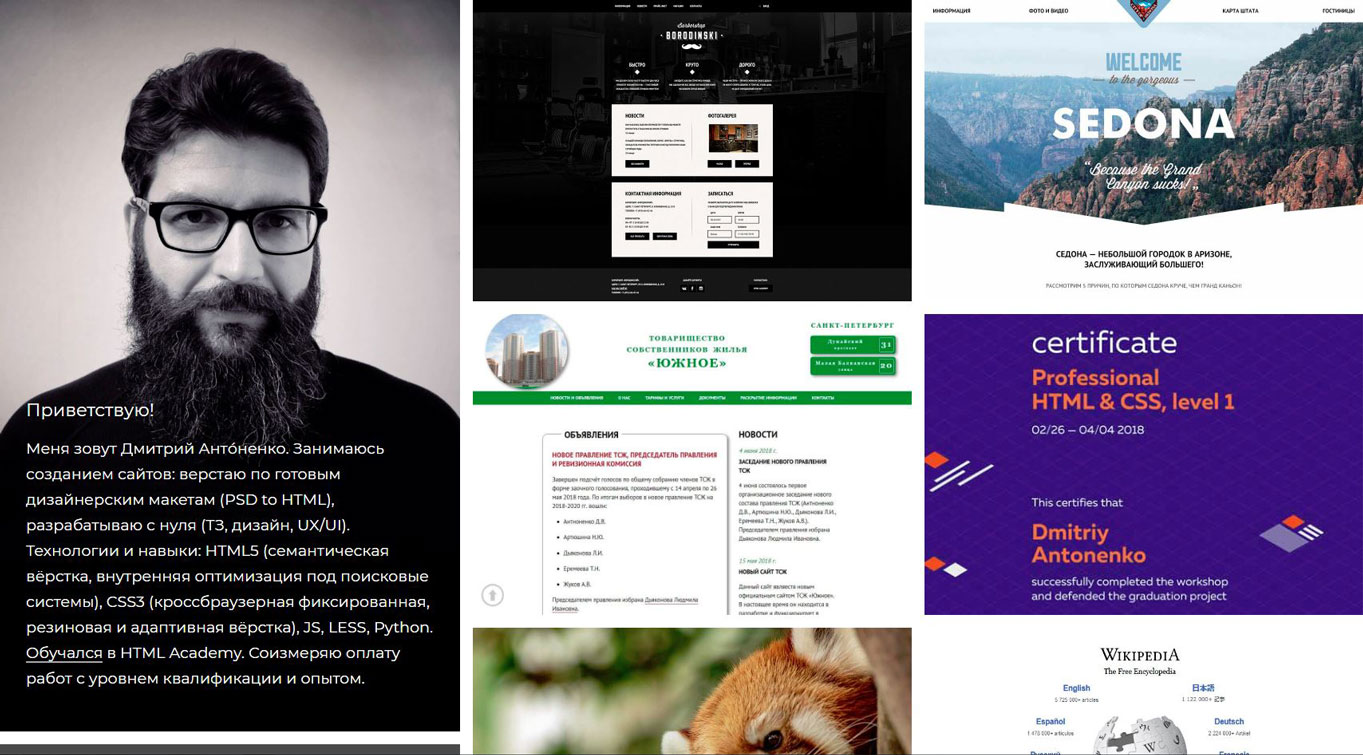 Приветствую!
Меня зовут Дмитрий Анто́ненко. Занимаюсь
созданием сайтов: верстаю по готовым
дизайнерским макетам (PSD to HTML),
разрабатываю с нуля (ТЗ, дизайн, UX/UI).
Технологии и навыки: HTML5 (семантическая
вёрстка, внутренняя оптимизация под поисковые
системы), CSS3 (кроссбраузерная фиксированная,
резиновая и адаптивная вёрстка), JS, LESS, Python.
Обучался в HTML Academy. Соизмеряю оплату
работ с уровнем квалификации и опытом.
Barbershop
BORODINSKI
БЫСТРО
КРУТО
ДОРОГО
НОВОСТИ
ФОТОГАЛЕРЕЯ
КОНТАКТНАЯ ИНФОРМАЦИЯ
ЗАПИСАТЬСЯ
ИНФОРМАЦИЯ
ФОТО И ВИДЕО
КАРТА ШТАТА
ГОСТИНИЦЫ
WELCOME
to the gorgeous
SEDONA
“Because the Grand
Canyon sucks!„
СЕДОНА — НЕБОЛЬШОЙ ГОРОДОК В АРИЗОНЕ,
ЗАСЛУЖИВАЮЩИЙ БОЛЬШЕГО!
РАССМОТРИМ 5 ПРИЧИН, ПО КОТОРЫМ СЕДОНА КРУЧЕ, ЧЕМ ГРАНД КАНЬОН!
ТОВАРИЩЕСТВО
СОБСТВЕННИКОВ ЖИЛЬЯ
«ЮЖНОЕ»
САНКТ-ПЕТЕРБУРГ
Дунайский
проспект
31
Малая Балканская
улица
20
НОВОСТИ И ОБЪЯВЛЕНИЯ
О НАС
ТАРИФЫ И УСЛУГИ
ДОКУМЕНТЫ
РАСКРЫТИЕ ИНФОРМАЦИИ
КОНТАКТЫ
ОБЪЯВЛЕНИЯ
НОВОЕ ПРАВЛЕНИЕ ТСЖ, ПРЕДСЕДАТЕЛЬ ПРАВЛЕНИЯ
И РЕВИЗИОННАЯ КОМИССИЯ
Завершен подсчёт голосов по общему собранию членов ТСЖ в
форме заочного голосования, проходившему с 14 апреля по 26
мая 2018 года. По итогам выборов в новое правление ТСЖ на
2018-2020 гг. вошли:
Антоненко Д.В.
Артюшина Н.Ю.
Дьяконова Л.И.
Еремеева Т.Н.
Жуков А.В.
Председателем правления избрана Дьяконова Людмила
Ивановна.
НОВОСТИ
4 июня 2018 г.
ЗАСЕДАНИЕ НОВОГО ПРАВЛЕНИЯ
ТСЖ
4 июня состоялось первое
организационное заседание нового
состава правления ТСЖ (Антоненко
Д.В., Артюшина Н.Ю., Дьяконова Л.И.,
Еремеева Т.Н., Жуков А.В.).
Председателем правления избрана
Дьяконова Людмила Ивановна.
15 мая 2018 г.
НОВЫЙ САЙТ ТСЖ
Данный сайт является новым
официальном сайтом ТСЖ «Южное».
В настоящее время он находится в
разработке и функционирует в
certificate
Professional
HTML & CSS, level 1
02/26 — 04/04 2018
This certifies that
Dmitriy
Antonenko
successfully completed the workshop
and defended the graduation project
WIKIPEDIA
The Free Encyclopedia
English
5 725 000+ articles
日本語
1 122 000+ 記事
Español
1 470 000+ artículos
Deutsch
2 224 000+ Artikel
W
Русский
Français